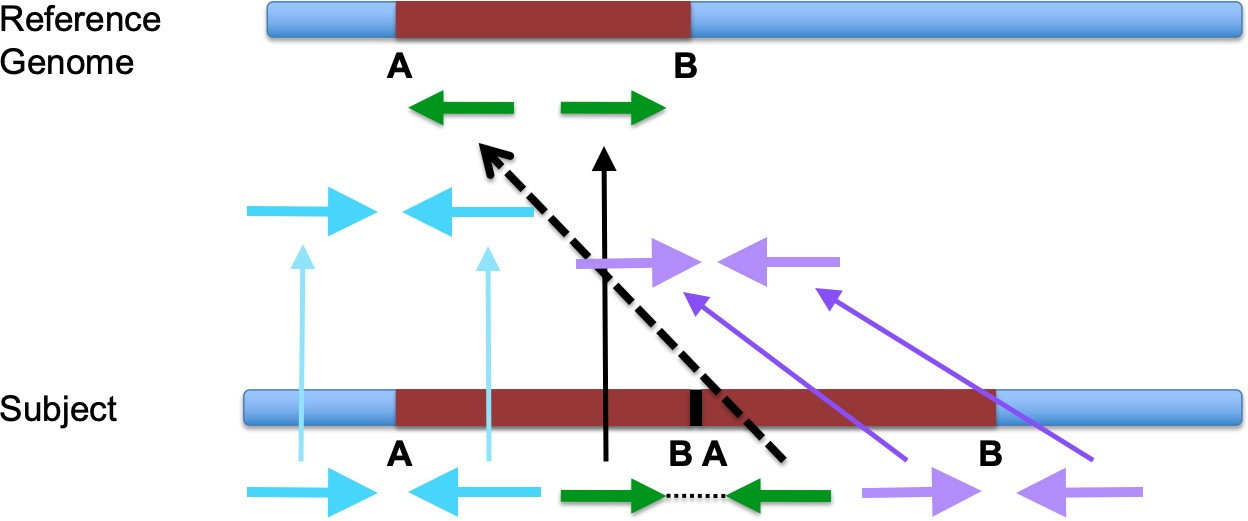 Reference
Genome
A B
Subject
A B A B